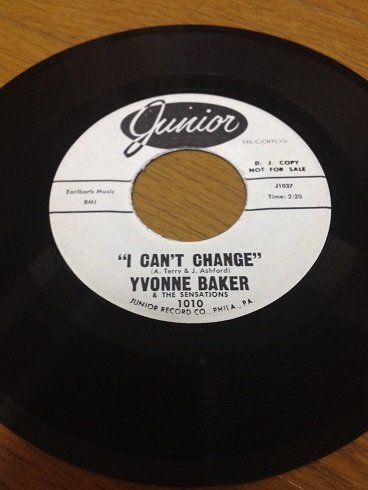 Junior
RECORDS
D. J. COPY
NOT FOR SALE
Earlbarb Music
BMI
J1037
Time: 2:20
"I CAN'T CHANGE"
(A. Terry & J. Ashford)
YVONNE BAKER
& THE SENSATIONS
1010
JUNIOR RECORD CO., PHILA., PA.